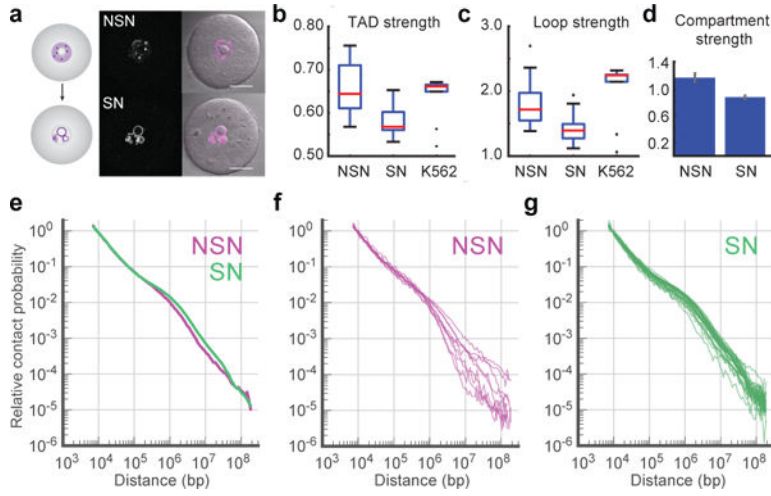 a
NSN
SN
b
TAD strength
0.80
0.70
0.60
0.50
NSN SN K562
c
Loop strength
3.0
2.0
1.0
NSN SN K562
d
Compartment
strength
1.4
1.0
0.6
0.2
NSN SN
e
Relative contact probability
10^0
10^-1
10^-2
10^-3
10^-4
10^-5
10^-6
NSN
SN
10^3 10^4 10^5 10^6 10^7 10^8
Distance (bp)
f
10^0
10^-1
10^-2
10^-3
10^-4
10^-5
10^-6
NSN
10^3 10^4 10^5 10^6 10^7 10^8
Distance (bp)
g
10^0
10^-1
10^-2
10^-3
10^-4
10^-5
10^-6
SN
10^3 10^4 10^5 10^6 10^7 10^8
Distance (bp)